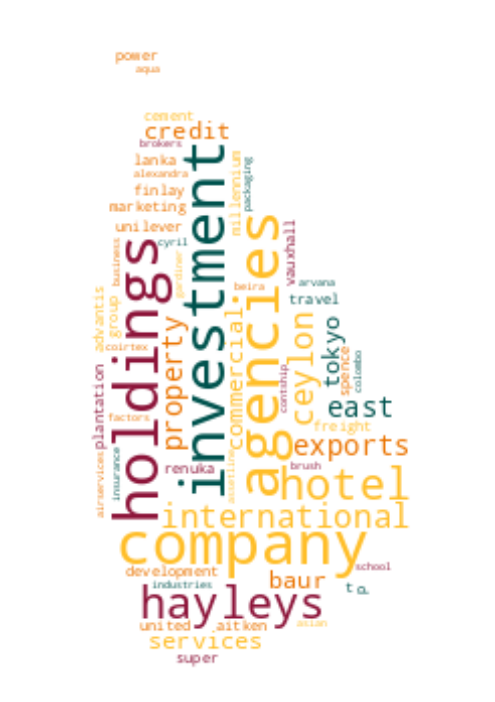 power
aqua
cement
credit
brokers
lanka
alexandra
finlay
marketing
unilever
cyril
investment
millennium
packaging
holdings
agencies
business
gardiner
vauxhall
advantis
group
beira
arvana
travel
coirtex
property
commercial
ceylon
tokyo
spence
colombo
plantation
contship
east
factors
freight
exports
airservices
insurance
renuka
assetline
brush
hotel
international
company
development
industries
baur
school
to
hayleys
united
aitken
asian
services
super